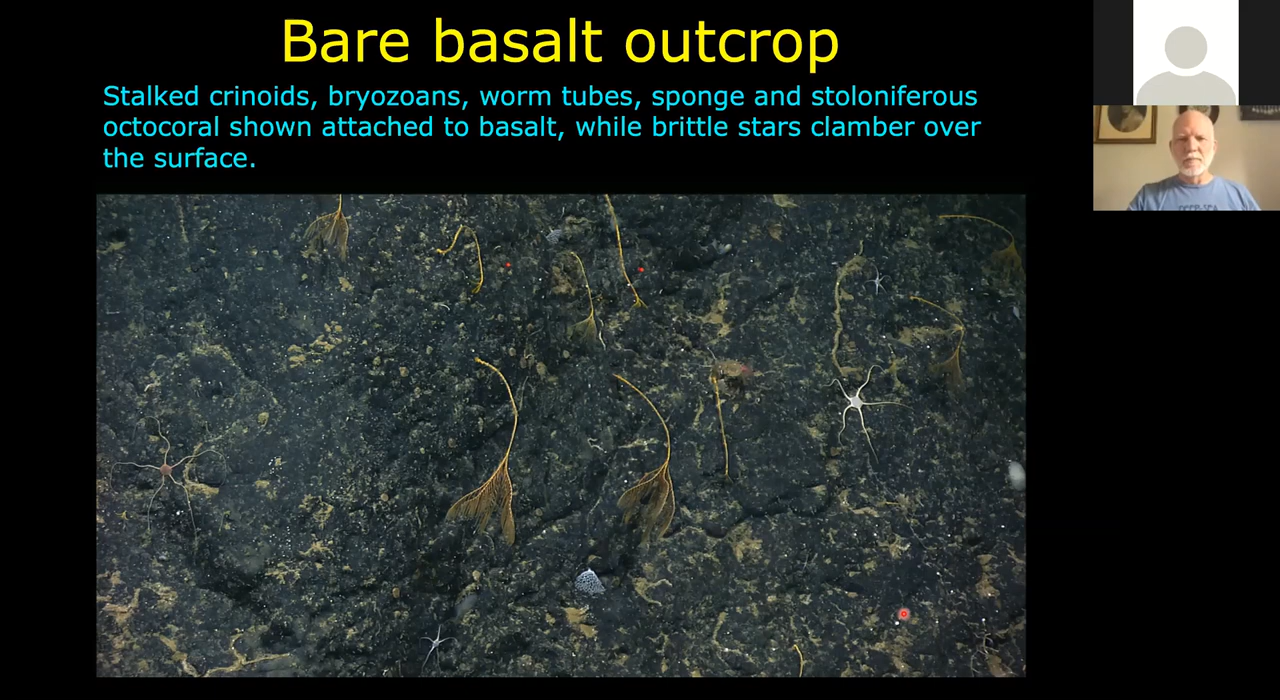 Bare basalt outcrop
Stalked crinoids, bryozoans, worm tubes, sponge and stoloniferous
octocoral shown attached to basalt, while brittle stars clamber over
the surface.